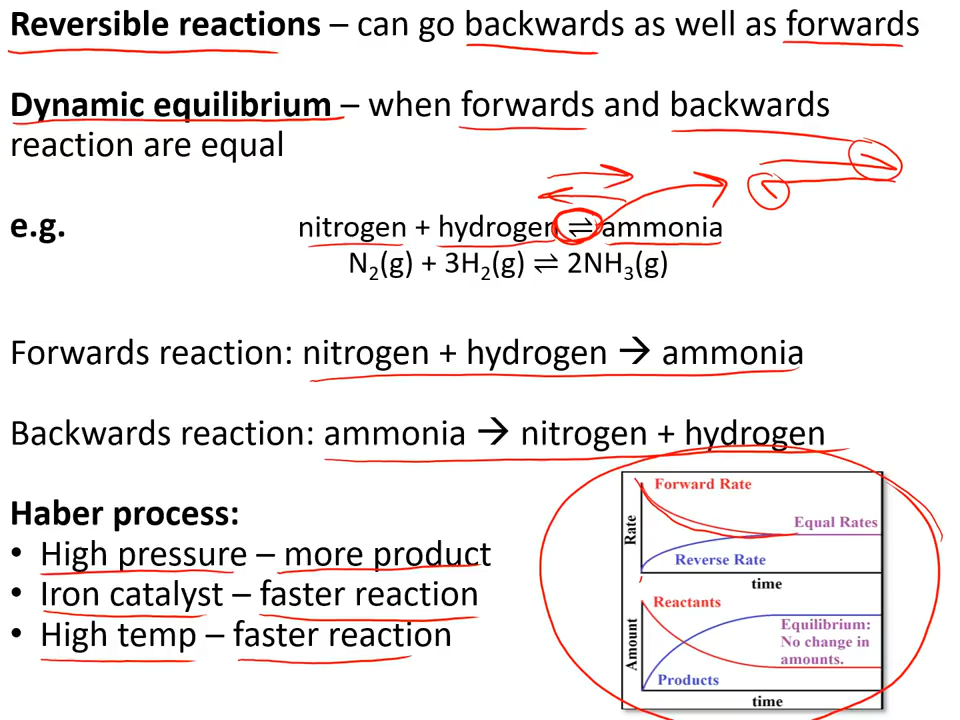 Reversible reactions – can go backwards as well as forwards
Dynamic equilibrium – when forwards and backwards
reaction are equal
e.g.
nitrogen + hydrogen ⇌ ammonia
N₂(g) + 3H₂(g) ⇌ 2NH₃(g)
Forwards reaction: nitrogen + hydrogen → ammonia
Backwards reaction: ammonia → nitrogen + hydrogen
Haber process:
• High pressure – more product
• Iron catalyst – faster reaction
• High temp – faster reaction
Forward Rate
Rate
Equal Rates
Reverse Rate
time
Reactants
Amount
Equilibrium:
No change in
amounts.
Products
time